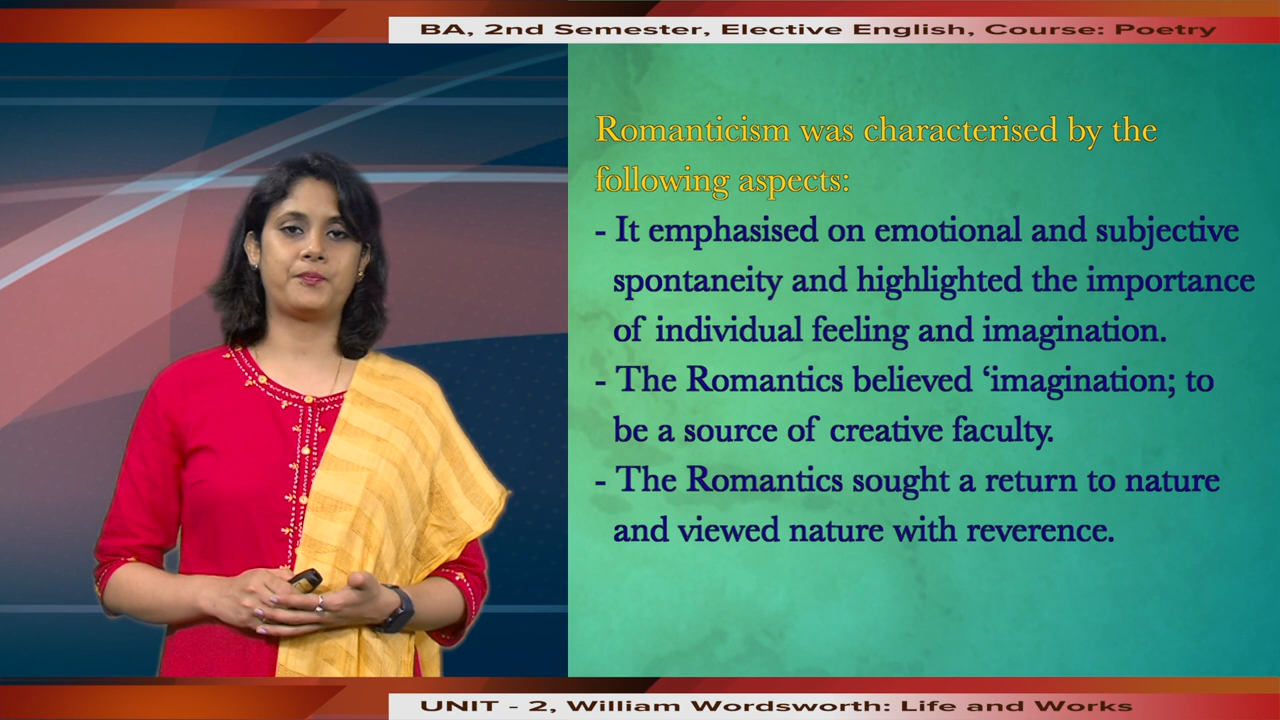 BA, 2nd Semester, Elective English, Course: Poetry
Romanticism was characterised by the
following aspects:
- It emphasised on emotional and subjective
spontaneity and highlighted the importance
of individual feeling and imagination.
- The Romantics believed ‘imagination; to
be a source of creative faculty.
- The Romantics sought a return to nature
and viewed nature with reverence.
UNIT - 2, William Wordsworth: Life and Works